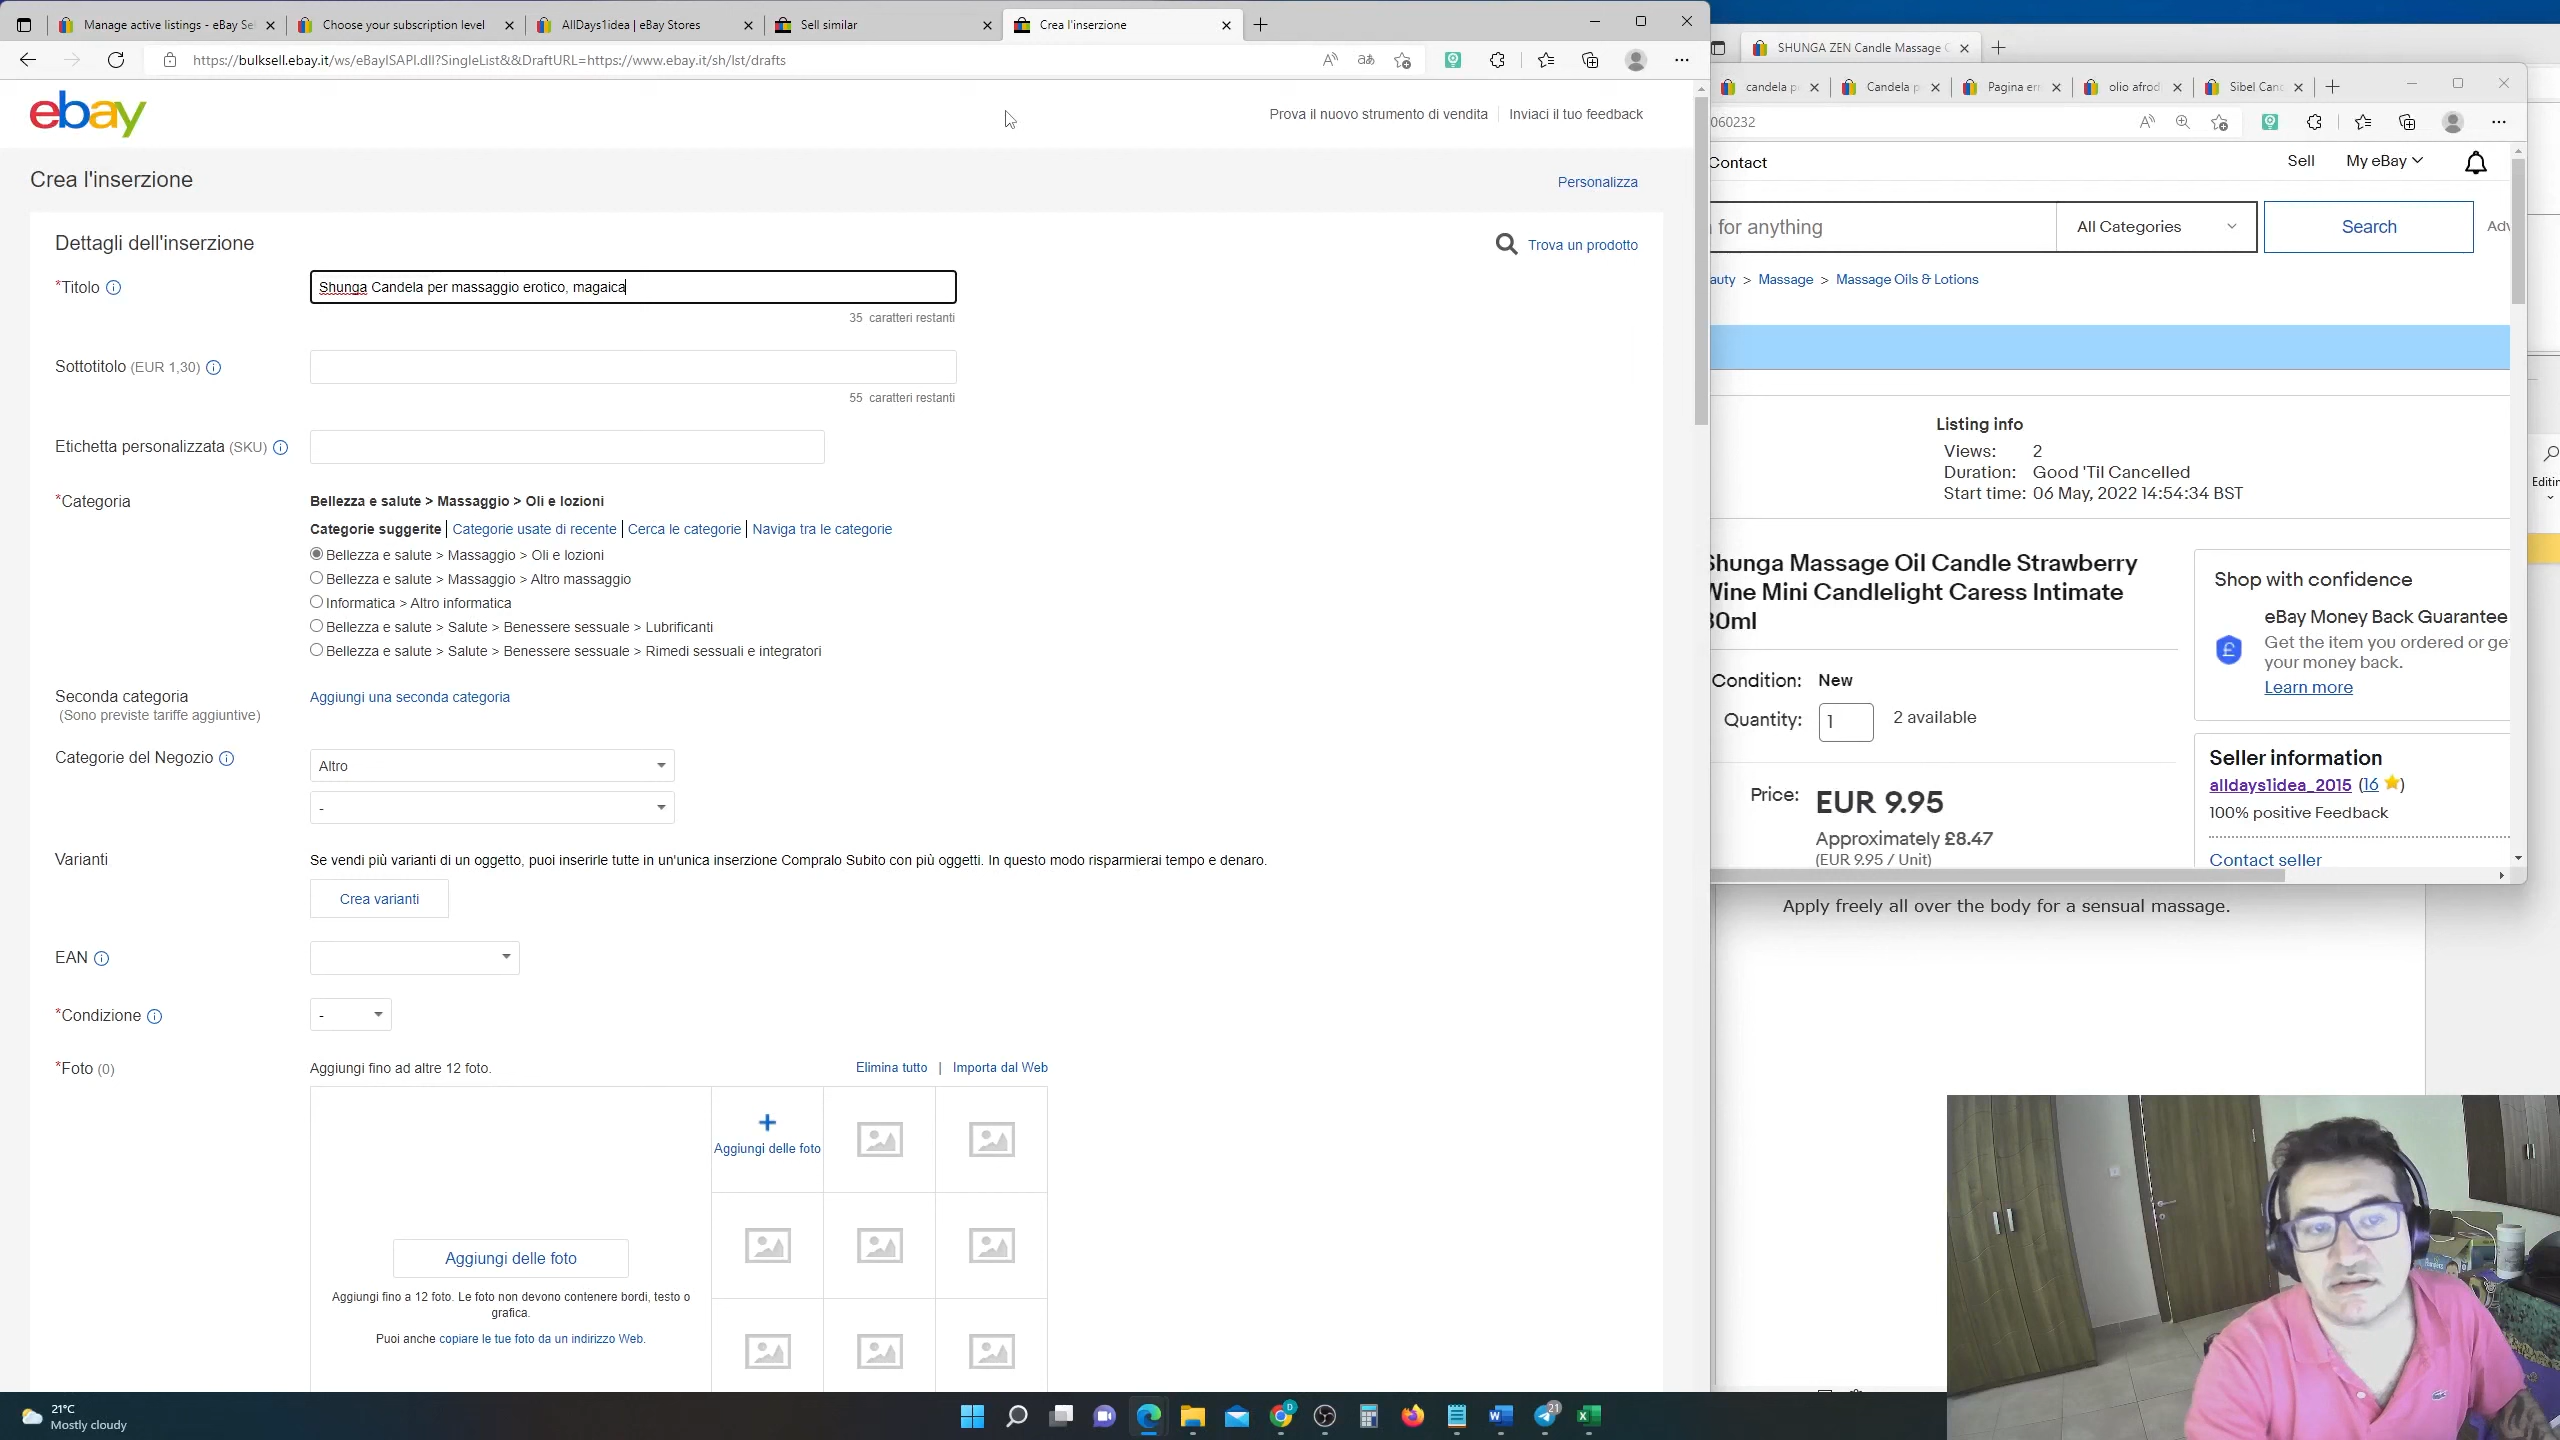 Manage active listings - eBay Se
Choose your subscription level
AllDays1idea | eBay Stores
Sell similar
Crea l'inserzione
https://bulksell.ebay.it/ws/eBayISAPI.dll?SingleList&&DraftURL=https://www.ebay.it/sh/lst/drafts
ebay
Prova il nuovo strumento di vendita
Inviaci il tuo feedback
Crea l'inserzione
Personalizza
Dettagli dell'inserzione
Trova un prodotto
*Titolo
Shunga Candela per massaggio erotico, magaica
35 caratteri restanti
Sottotitolo (EUR 1,30)
55 caratteri restanti
Etichetta personalizzata (SKU)
*Categoria
Bellezza e salute > Massaggio > Oli e lozioni
Categorie suggerite | Categorie usate di recente | Cerca le categorie | Naviga tra le categorie
Bellezza e salute > Massaggio > Oli e lozioni
Bellezza e salute > Massaggio > Altro massaggio
Informatica > Altro informatica
Bellezza e salute > Salute > Benessere sessuale > Lubrificanti
Bellezza e salute > Salute > Benessere sessuale > Rimedi sessuali e integratori
Seconda categoria
(Sono previste tariffe aggiuntive)
Aggiungi una seconda categoria
Categorie del Negozio
Altro
-
Varianti
Se vendi più varianti di un oggetto, puoi inserirle tutte in un'unica inserzione Compralo Subito con più oggetti. In questo modo risparmierai tempo e denaro.
Crea varianti
EAN
*Condizione
-
*Foto (0)
Aggiungi fino ad altre 12 foto.
Elimina tutto | Importa dal Web
Aggiungi delle foto
Aggiungi delle foto
Aggiungi fino a 12 foto. Le foto non devono contenere bordi, testo o
grafica.
Puoi anche copiare le tue foto da un indirizzo Web.
SHUNGA ZEN Candle Massage
candela p
Candela p
Pagina err
olio afrod
Sibel Can
060232
Contact
Sell
My eBay
for anything
All Categories
Search
Adv
auty > Massage > Massage Oils & Lotions
Listing info
Views: 2
Duration: Good 'Til Cancelled
Start time: 06 May, 2022 14:54:34 BST
Shunga Massage Oil Candle Strawberry
Wine Mini Candlelight Caress Intimate
30ml
Condition: New
Quantity: 1
2 available
Price: EUR 9.95
Approximately £8.47
(EUR 9.95 / Unit)
Shop with confidence
eBay Money Back Guarantee
Get the item you ordered or ge
your money back.
Learn more
Seller information
alldays1idea_2015 (16)
100% positive Feedback
Contact seller
Editin
Apply freely all over the body for a sensual massage.
21°C
Mostly cloudy
21